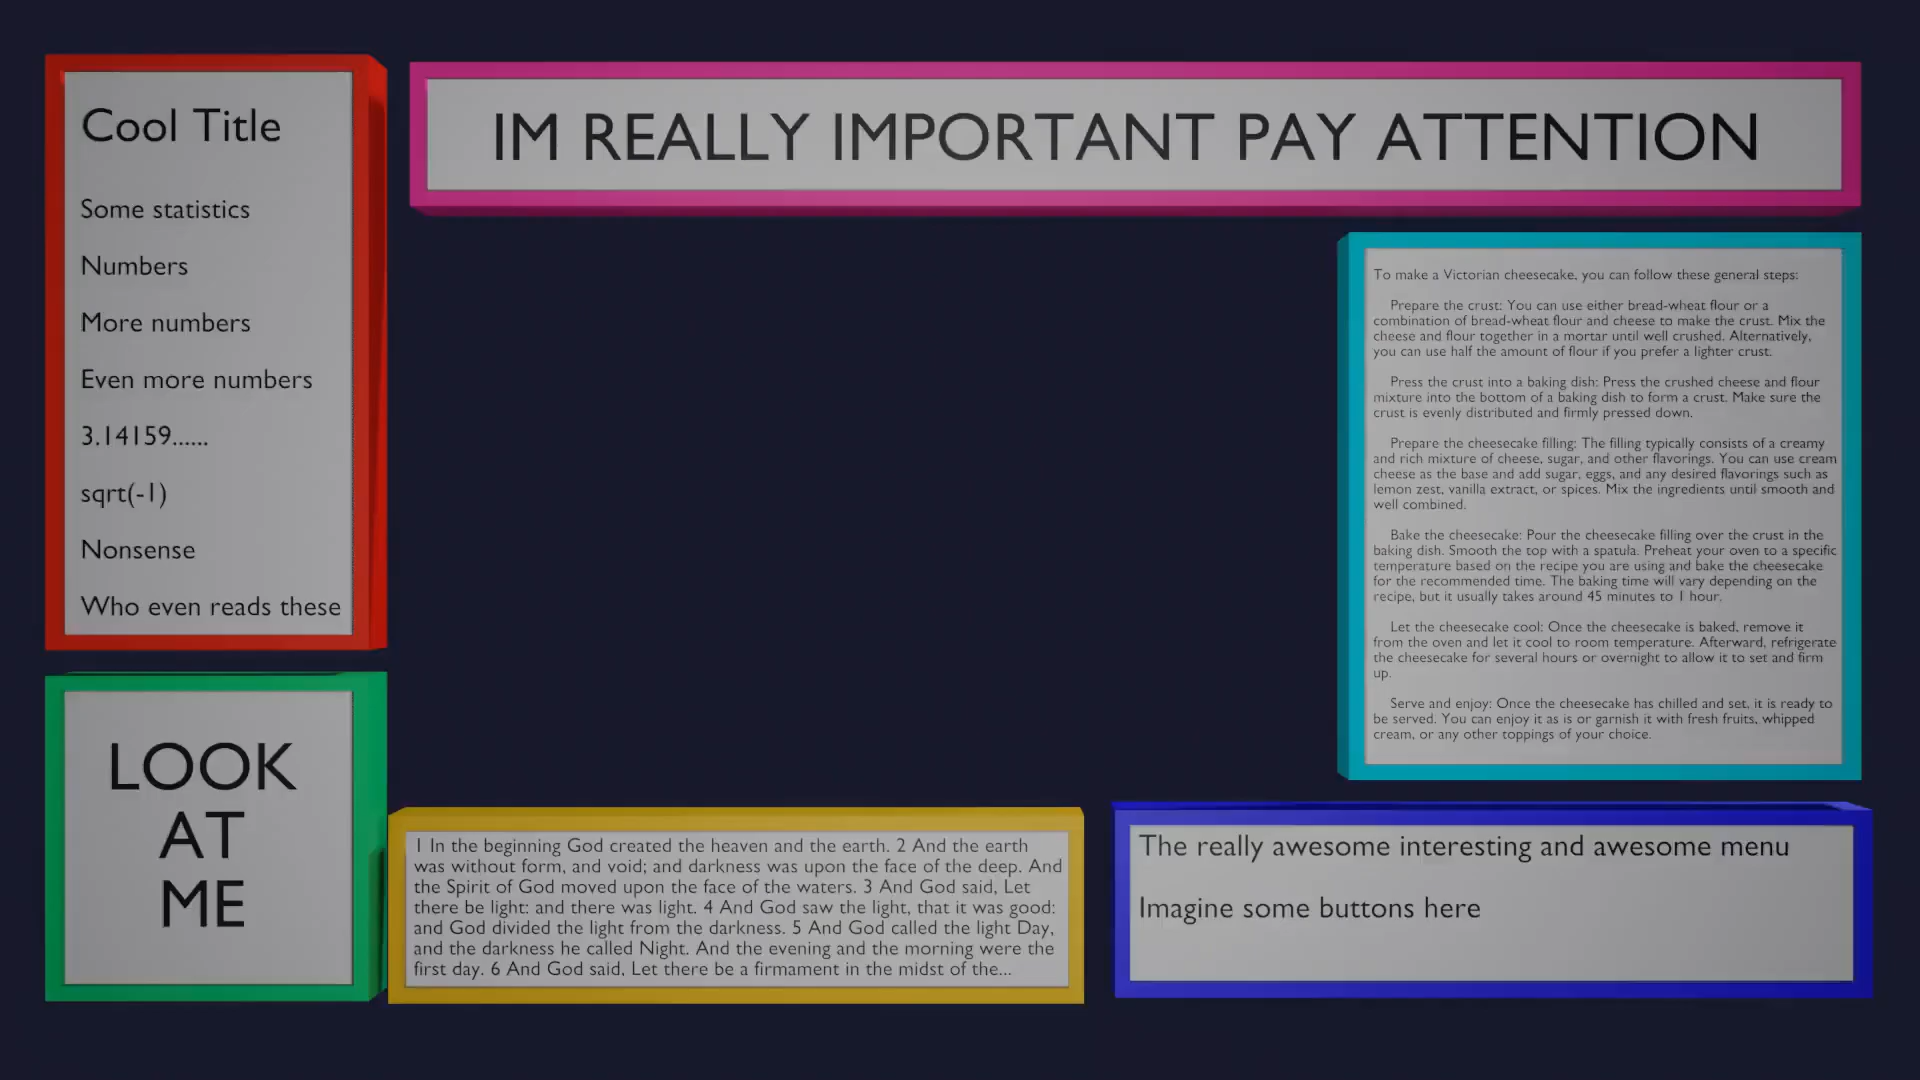 Cool Title
Some statistics
Numbers
More numbers
Even more numbers
3.14159......
sqrt(-1)
Nonsense
Who even reads these
IM REALLY IMPORTANT PAY ATTENTION
To make a Victorian cheesecake, you can follow these general steps:
Prepare the crust: You can use either bread-wheat flour or a
combination of bread-wheat flour and cheese to make the crust. Mix the
cheese and flour together in a mortar until well crushed. Alternatively,
you can use half the amount of flour if you prefer a lighter crust.
Press the crust into a baking dish: Press the crushed cheese and flour
mixture into the bottom of a baking dish to form a crust. Make sure the
crust is evenly distributed and firmly pressed down.
Prepare the cheesecake filling: The filling typically consists of a creamy
and rich mixture of cheese, sugar, and other flavorings. You can use cream
cheese as the base and add sugar, eggs, and any desired flavorings such as
lemon zest, vanilla extract, or spices. Mix the ingredients until smooth and
well combined.
Bake the cheesecake: Pour the cheesecake filling over the crust in the
baking dish. Smooth the top with a spatula. Preheat your oven to a specific
temperature based on the recipe you are using and bake the cheesecake
for the recommended time. The baking time will vary depending on the
recipe, but it usually takes around 45 minutes to 1 hour.
Let the cheesecake cool: Once the cheesecake is baked, remove it
from the oven and let it cool to room temperature. Afterward, refrigerate
the cheesecake for several hours or overnight to allow it to set and firm
up.
Serve and enjoy: Once the cheesecake has chilled and set, it is ready to
be served. You can enjoy it as is or garnish it with fresh fruits, whipped
cream, or any other toppings of your choice.
LOOK
AT
ME
1 In the beginning God created the heaven and the earth. 2 And the earth
was without form, and void; and darkness was upon the face of the deep. And
the Spirit of God moved upon the face of the waters. 3 And God said, Let
there be light: and there was light. 4 And God saw the light, that it was good:
and God divided the light from the darkness. 5 And God called the light Day,
and the darkness he called Night. And the evening and the morning were the
first day. 6 And God said, Let there be a firmament in the midst of the...
The really awesome interesting and awesome menu
Imagine some buttons here